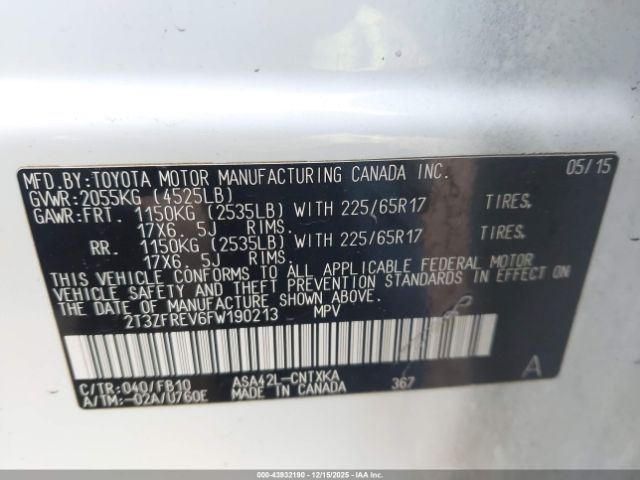 MFD.BY:TOYOTA MOTOR MANUFACTURING CANADA INC. 05/15
GVWR:2055KG (4525LB)
GAWR:FRT. 1150KG (2535LB) WITH 225/65R17 TIRES,
17X6. 5J RIMS.
RR. 1150KG (2535LB) WITH 225/65R17 TIRES,
17X6. 5J RIMS.
THIS VEHICLE CONFORMS TO ALL APPLICABLE FEDERAL MOTOR
VEHICLE SAFETY AND THEFT PREVENTION STANDARDS IN EFFECT ON
THE DATE OF MANUFACTURE SHOWN ABOVE.
2T3ZFREV6FW190213 MPV
C/TR:040/FB10 ASA42L-CNTXKA A
A/TM:-02A/U760E MADE IN CANADA 367
000-43932190 - 12/15/2025 - IAAI.CA